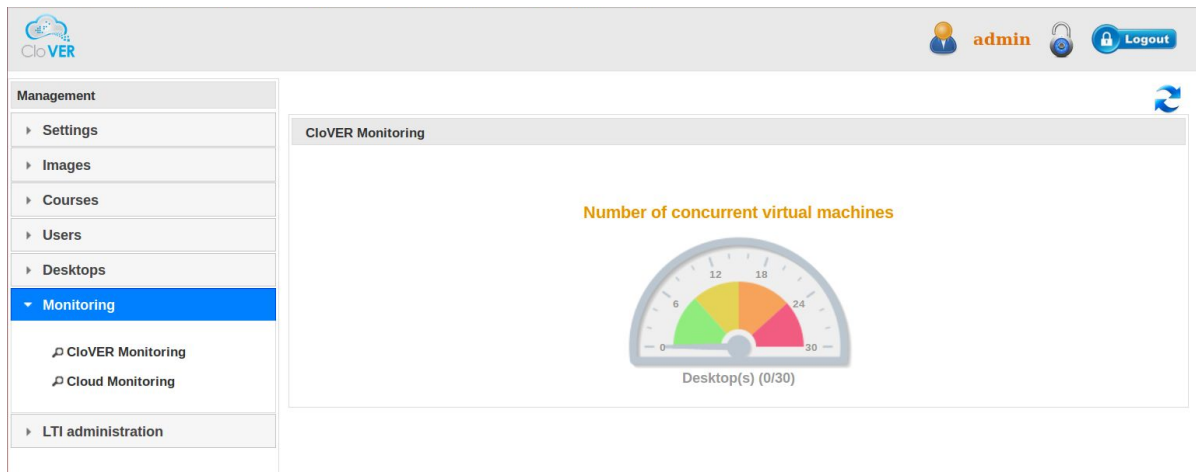 CloVER
admin
Logout
Management
Settings
Images
Courses
Users
Desktops
Monitoring
CloVER Monitoring
Cloud Monitoring
LTI administration
CloVER Monitoring
Number of concurrent virtual machines
0
6
12
18
24
30
Desktop(s) (0/30)